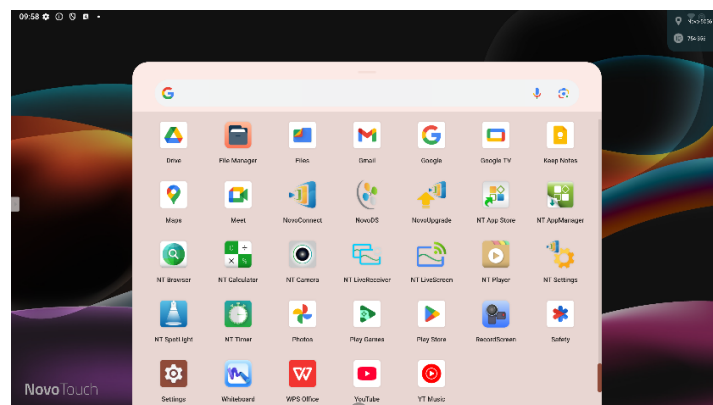 09:58
Drive File Manager Files Gmail Google Google TV Keep Notes
Maps Meet NovoConnect NovoDS NovoUpgrade NT App Store NT AppManager
NT Browser NT Calculator NT Camera NT LiveReceiver NT LiveScreen NT Player NT Settings
NT SpotLight NT Timer Photos Play Games Play Store RecordScreen Safety
NovoTouch
Settings Whiteboard WPS Office YouTube YT Music